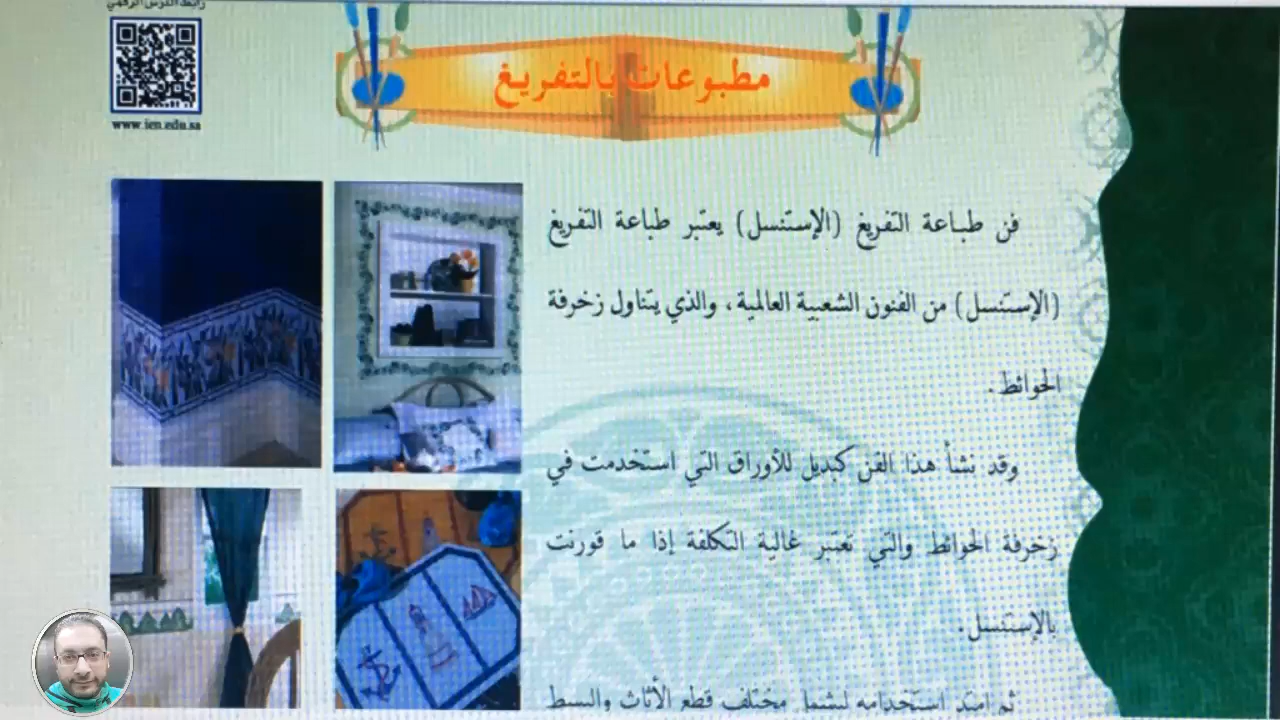 رابط الدرس الرقمي
www.ien.edu.sa
مطبوعات بالتفريغ
فن طباعة التفريغ (الإستنسل) يعتبر طباعة التفريغ
(الإستنسل) من الفنون الشعبية العالمية، والذي يتناول زخرفة
الحوائط.
وقد نشأ هذا الفن كبديل للأوراق التي استخدمت في
زخرفة الحوائط والتي تعتبر غالية التكلفة إذا ما قورنت
بالإستنسل.
ثم امتد استخدامه ليشمل مختلف قطع الأثاث والبسط